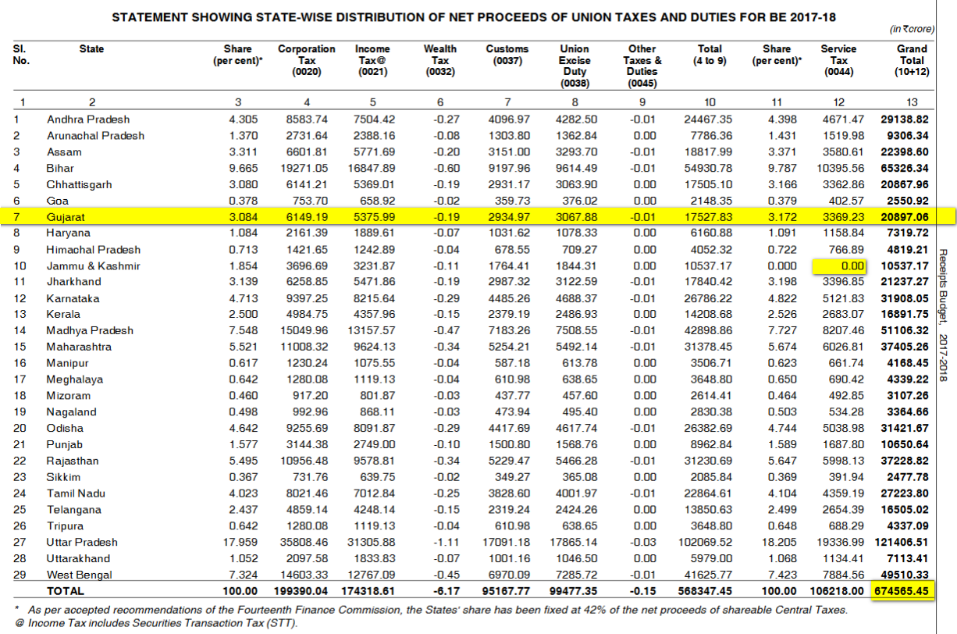 STATEMENT SHOWING STATE-WISE DISTRIBUTION OF NET PROCEEDS OF UNION TAXES AND DUTIES FOR BE 2017-18
(in ₹crore)
Sl. No. State Share (per cent)* Corporation Tax (0020) Income Tax@ (0021) Wealth Tax (0032) Customs (0037) Union Excise Duty (0038) Other Taxes & Duties (0045) Total (4 to 9) Share (per cent)* Service Tax (0044) Grand Total (10+12)
1 2 3 4 5 6 7 8 9 10 11 12 13
1 Andhra Pradesh 4.305 8583.74 7504.42 -0.27 4096.97 4282.50 -0.01 24467.35 4.398 4671.47 29138.82
2 Arunachal Pradesh 1.370 2731.64 2388.16 -0.08 1303.80 1362.84 0.00 7786.36 1.431 1519.98 9306.34
3 Assam 3.311 6601.81 5771.69 -0.20 3151.00 3293.70 -0.01 18817.99 3.371 3580.61 22398.60
4 Bihar 9.665 19271.05 16847.89 -0.60 9197.96 9614.49 -0.01 54930.78 9.787 10395.56 65326.34
5 Chhattisgarh 3.080 6141.21 5369.01 -0.19 2931.17 3063.90 0.00 17505.10 3.166 3362.86 20867.96
6 Goa 0.378 753.70 658.92 -0.02 359.73 376.02 0.00 2148.35 0.379 402.57 2550.92
7 Gujarat 3.084 6149.19 5375.99 -0.19 2934.97 3067.88 -0.01 17527.83 3.172 3369.23 20897.06
8 Haryana 1.084 2161.39 1889.61 -0.07 1031.62 1078.33 0.00 6160.88 1.091 1158.84 7319.72
9 Himachal Pradesh 0.713 1421.65 1242.89 -0.04 678.55 709.27 0.00 4052.32 0.722 766.89 4819.21
10 Jammu & Kashmir 1.854 3696.69 3231.87 -0.11 1764.41 1844.31 0.00 10537.17 0.000 0.00 10537.17
11 Jharkhand 3.139 6258.85 5471.86 -0.19 2987.32 3122.59 -0.01 17840.42 3.198 3396.85 21237.27
12 Karnataka 4.713 9397.25 8215.64 -0.29 4485.26 4688.37 -0.01 26786.22 4.822 5121.83 31908.05
13 Kerala 2.500 4984.75 4357.96 -0.15 2379.19 2486.93 0.00 14208.68 2.526 2683.07 16891.75
14 Madhya Pradesh 7.548 15049.96 13157.57 -0.47 7183.26 7508.55 -0.01 42898.86 7.727 8207.46 51106.32
15 Maharashtra 5.521 11008.32 9624.13 -0.34 5254.21 5492.14 -0.01 31378.45 5.674 6026.81 37405.26
16 Manipur 0.617 1230.24 1075.55 -0.04 587.18 613.78 0.00 3506.71 0.623 661.74 4168.45
17 Meghalaya 0.642 1280.08 1119.13 -0.04 610.98 638.65 0.00 3648.80 0.650 690.42 4339.22
18 Mizoram 0.460 917.20 801.87 -0.03 437.77 457.60 0.00 2614.41 0.464 492.85 3107.26
19 Nagaland 0.498 992.96 868.11 -0.03 473.94 495.40 0.00 2830.38 0.503 534.28 3364.66
20 Odisha 4.642 9255.69 8091.87 -0.29 4417.69 4617.74 -0.01 26382.69 4.744 5038.98 31421.67
21 Punjab 1.577 3144.38 2749.00 -0.10 1500.80 1568.76 0.00 8962.84 1.589 1687.80 10650.64
22 Rajasthan 5.495 10956.48 9578.81 -0.34 5229.47 5466.28 -0.01 31230.69 5.647 5998.13 37228.82
23 Sikkim 0.367 731.76 639.75 -0.02 349.27 365.08 0.00 2085.84 0.369 391.94 2477.78
24 Tamil Nadu 4.023 8021.46 7012.84 -0.25 3828.60 4001.97 -0.01 22864.61 4.104 4359.19 27223.80
25 Telangana 2.437 4859.14 4248.14 -0.15 2319.24 2424.26 0.00 13850.63 2.499 2654.39 16505.02
26 Tripura 0.642 1280.08 1119.13 -0.04 610.98 638.65 0.00 3648.80 0.648 688.29 4337.09
27 Uttar Pradesh 17.959 35808.46 31305.88 -1.11 17091.18 17865.14 -0.03 102069.52 18.205 19336.99 121406.51
28 Uttarakhand 1.052 2097.58 1833.83 -0.07 1001.16 1046.50 0.00 5979.00 1.068 1134.41 7113.41
29 West Bengal 7.324 14603.33 12767.09 -0.45 6970.09 7285.72 -0.01 41625.77 7.423 7884.56 49510.33
TOTAL 100.00 199390.04 174318.61 -6.17 95167.77 99477.35 -0.15 568347.45 100.00 106218.00 674565.45
* As per accepted recommendations of the Fourteenth Finance Commission, the States' share has been fixed at 42% of the net proceeds of shareable Central Taxes.
@ Income Tax includes Securities Transaction Tax (STT).
Receipts Budget, 2017-2018